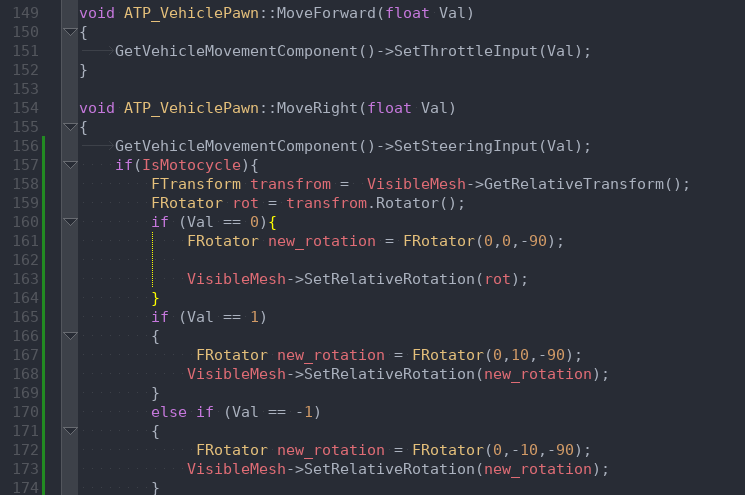 149 void ATP_VehiclePawn::MoveForward(float Val)
150 {
151 GetVehicleMovementComponent()->SetThrottleInput(Val);
152 }
153
154 void ATP_VehiclePawn::MoveRight(float Val)
155 {
156 GetVehicleMovementComponent()->SetSteeringInput(Val);
157 if(IsMotocycle){
158 FTransform transfrom =  VisibleMesh->GetRelativeTransform();
159 FRotator rot = transfrom.Rotator();
160 if (Val == 0){
161 FRotator new_rotation = FRotator(0,0,-90);
162
163 VisibleMesh->SetRelativeRotation(rot);
164 }
165 if (Val == 1)
166 {
167 FRotator new_rotation = FRotator(0,10,-90);
168 VisibleMesh->SetRelativeRotation(new_rotation);
169 }
170 else if (Val == -1)
171 {
172 FRotator new_rotation = FRotator(0,-10,-90);
173 VisibleMesh->SetRelativeRotation(new_rotation);
174 }